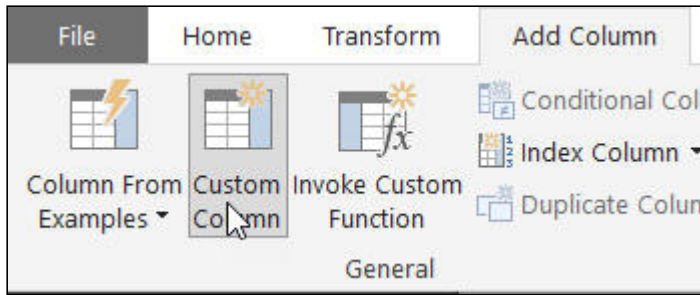 File Home Transform Add Column
Conditional Col
Index Column
Column From Custom Invoke Custom
Examples Column Function
Duplicate Colum
General